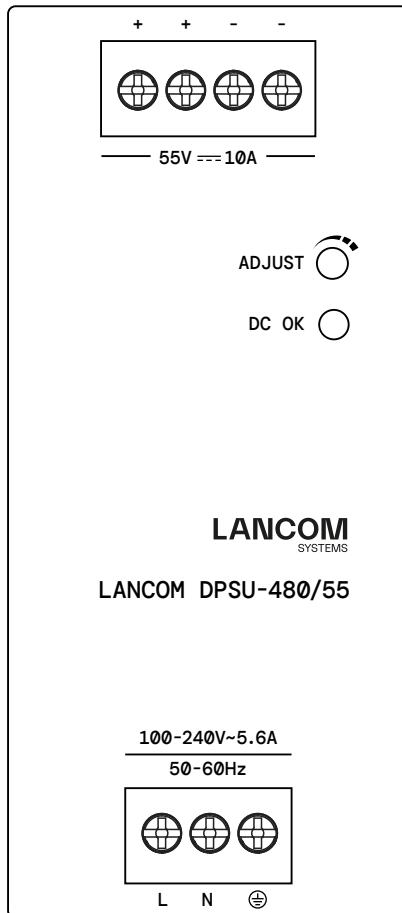 + + - -
55V ⎓ 10A
ADJUST
DC OK
LANCOM
SYSTEMS
LANCOM DPSU-480/55
100-240V~5.6A
50-60Hz
L N ⏚